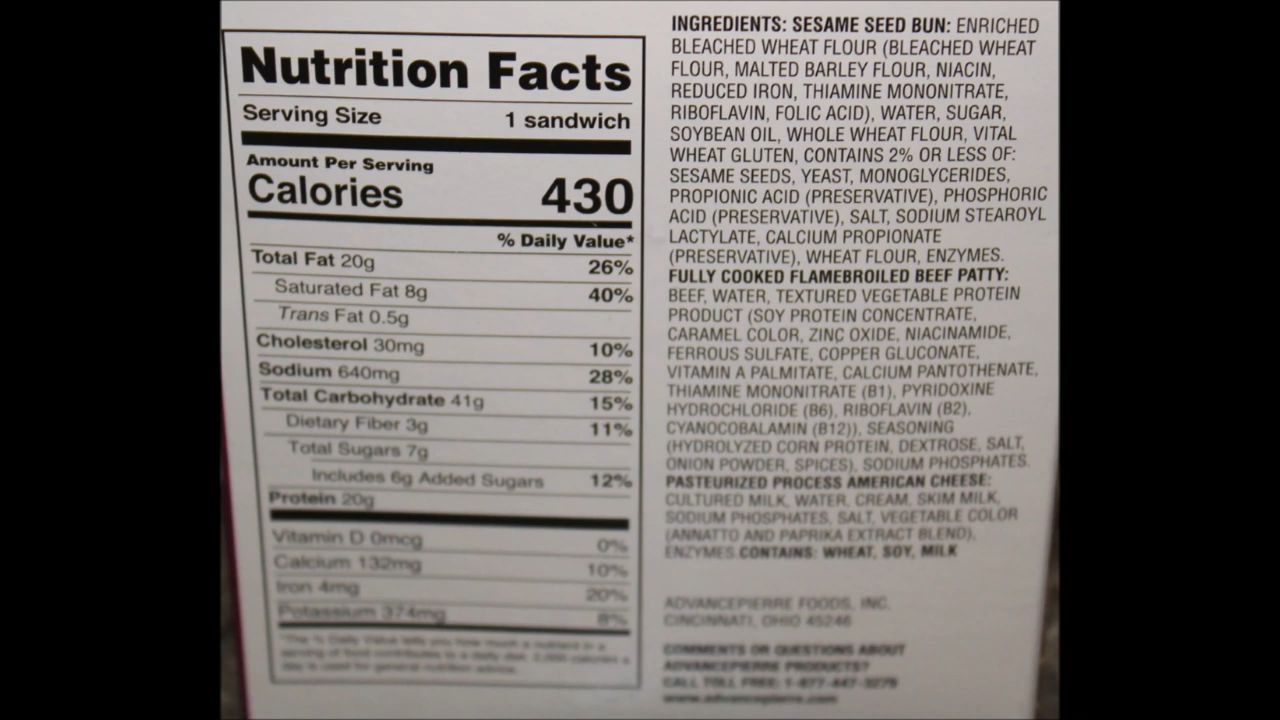 Nutrition Facts
Serving Size 1 sandwich
Amount Per Serving
Calories 430
% Daily Value*
Total Fat 20g 26%
Saturated Fat 8g 40%
Trans Fat 0.5g
Cholesterol 30mg 10%
Sodium 640mg 28%
Total Carbohydrate 41g 15%
Dietary Fiber 3g 11%
Total Sugars 7g
Includes 6g Added Sugars 12%
Protein 20g
Vitamin D 0mcg 0%
Calcium 132mg 10%
Iron 4mg 20%
Potassium 374mg 8%
*The % Daily Value tells you how much a nutrient in a
serving of food contributes to a daily diet. 2,000 calories a
day is used for general nutrition advice.
INGREDIENTS: SESAME SEED BUN: ENRICHED
BLEACHED WHEAT FLOUR (BLEACHED WHEAT
FLOUR, MALTED BARLEY FLOUR, NIACIN,
REDUCED IRON, THIAMINE MONONITRATE,
RIBOFLAVIN, FOLIC ACID), WATER, SUGAR,
SOYBEAN OIL, WHOLE WHEAT FLOUR, VITAL
WHEAT GLUTEN, CONTAINS 2% OR LESS OF:
SESAME SEEDS, YEAST, MONOGLYCERIDES,
PROPIONIC ACID (PRESERVATIVE), PHOSPHORIC
ACID (PRESERVATIVE), SALT, SODIUM STEAROYL
LACTYLATE, CALCIUM PROPIONATE
(PRESERVATIVE), WHEAT FLOUR, ENZYMES.
FULLY COOKED FLAMEBROILED BEEF PATTY:
BEEF, WATER, TEXTURED VEGETABLE PROTEIN
PRODUCT (SOY PROTEIN CONCENTRATE,
CARAMEL COLOR, ZINC OXIDE, NIACINAMIDE,
FERROUS SULFATE, COPPER GLUCONATE,
VITAMIN A PALMITATE, CALCIUM PANTOTHENATE,
THIAMINE MONONITRATE (B1), PYRIDOXINE
HYDROCHLORIDE (B6), RIBOFLAVIN (B2),
CYANOCOBALAMIN (B12)), SEASONING
(HYDROLYZED CORN PROTEIN, DEXTROSE, SALT,
ONION POWDER, SPICES), SODIUM PHOSPHATES.
PASTEURIZED PROCESS AMERICAN CHEESE:
CULTURED MILK, WATER, CREAM, SKIM MILK,
SODIUM PHOSPHATES, SALT, VEGETABLE COLOR
(ANNATTO AND PAPRIKA EXTRACT BLEND),
ENZYMES.CONTAINS: WHEAT, SOY, MILK
ADVANCEPIERRE FOODS, INC.
CINCINNATI, OHIO 45246
COMMENTS OR QUESTIONS ABOUT
ADVANCEPIERRE PRODUCTS?
CALL TOLL FREE: 1-877-447-3279
www.advancepierre.com